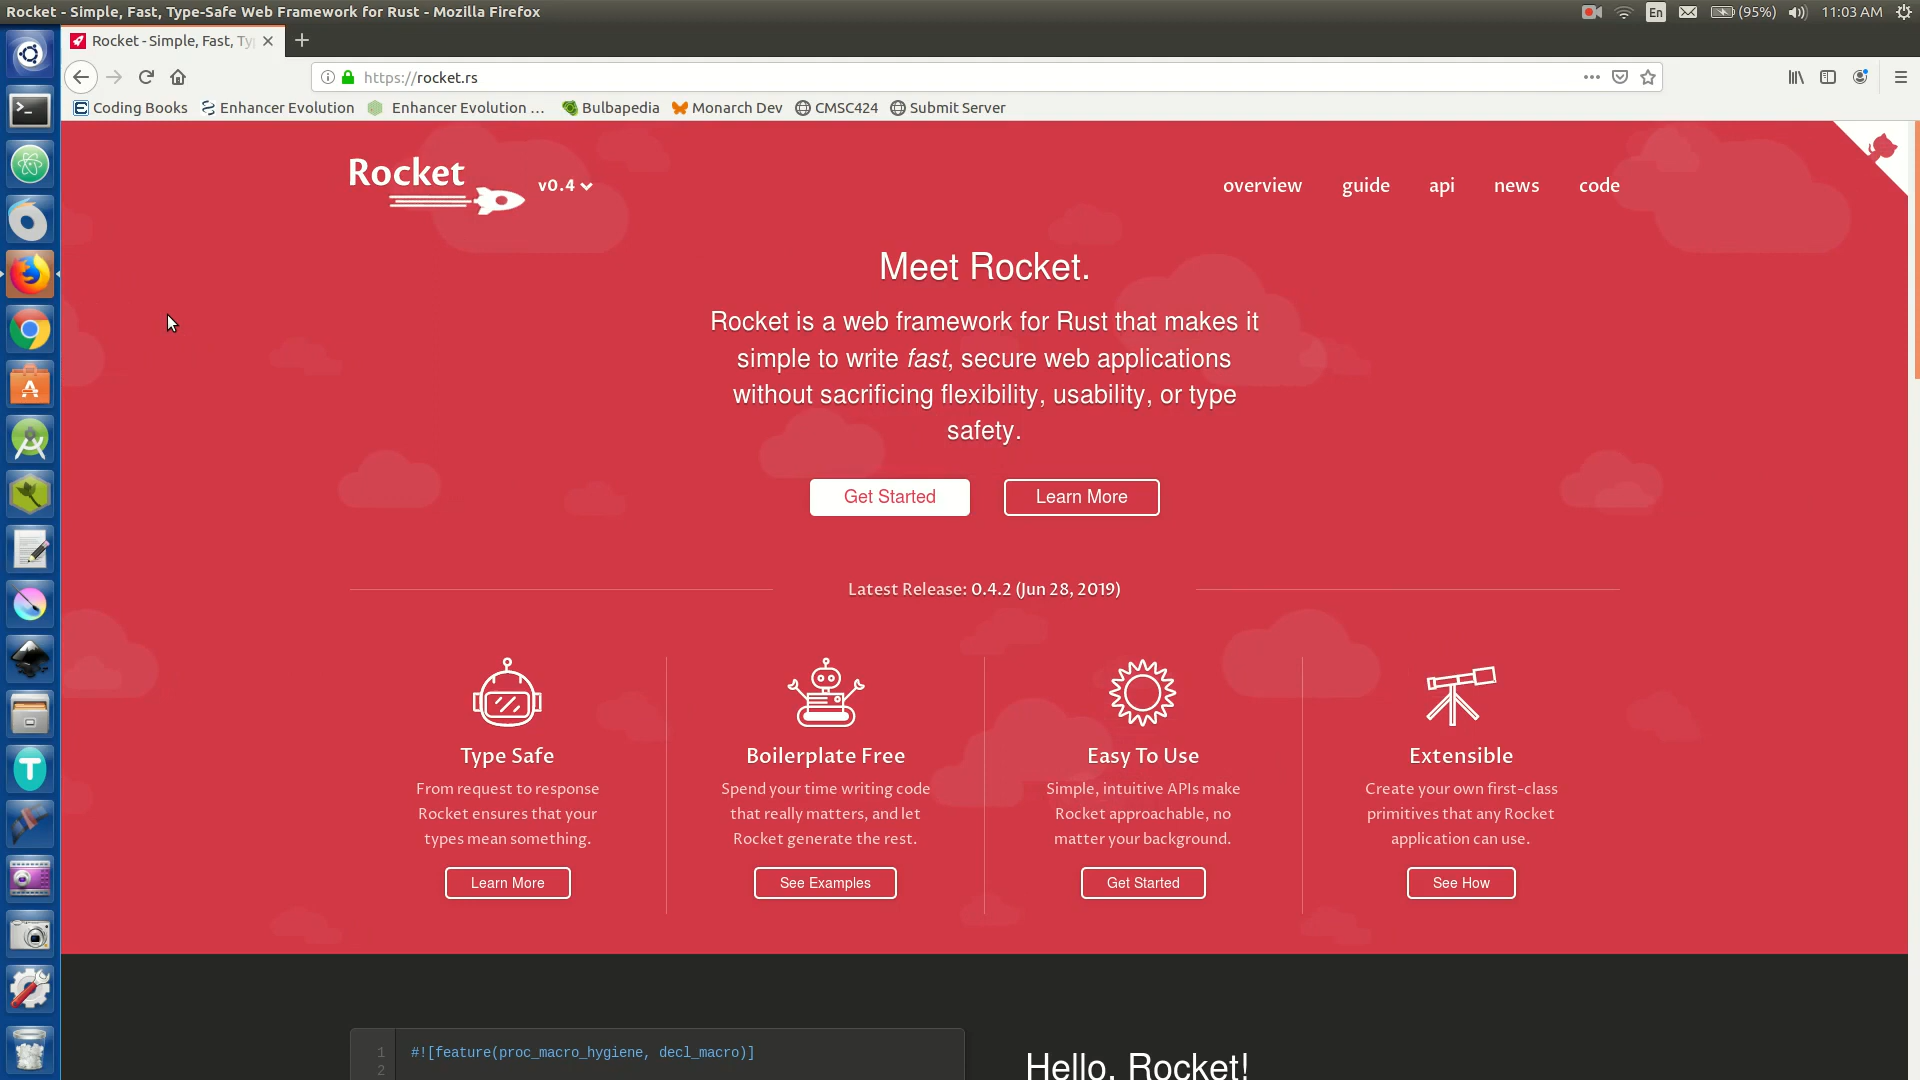 Rocket - Simple, Fast, Type-Safe Web Framework for Rust - Mozilla Firefox
En
(95%)
11:03 AM
Rocket - Simple, Fast, Ty
https://rocket.rs
Coding Books
Enhancer Evolution
Enhancer Evolution ...
Bulbapedia
Monarch Dev
CMSC424
Submit Server
Rocket
v0.4
overview
guide
api
news
code
Meet Rocket.
Rocket is a web framework for Rust that makes it
simple to write fast, secure web applications
without sacrificing flexibility, usability, or type
safety.
Get Started
Learn More
Latest Release: 0.4.2 (Jun 28, 2019)
Type Safe
From request to response
Rocket ensures that your
types mean something.
Learn More
Boilerplate Free
Spend your time writing code
that really matters, and let
Rocket generate the rest.
See Examples
Easy To Use
Simple, intuitive APIs make
Rocket approachable, no
matter your background.
Get Started
Extensible
Create your own first-class
primitives that any Rocket
application can use.
See How
1 #![feature(proc_macro_hygiene, decl_macro)]
2
Hello, Rocket!